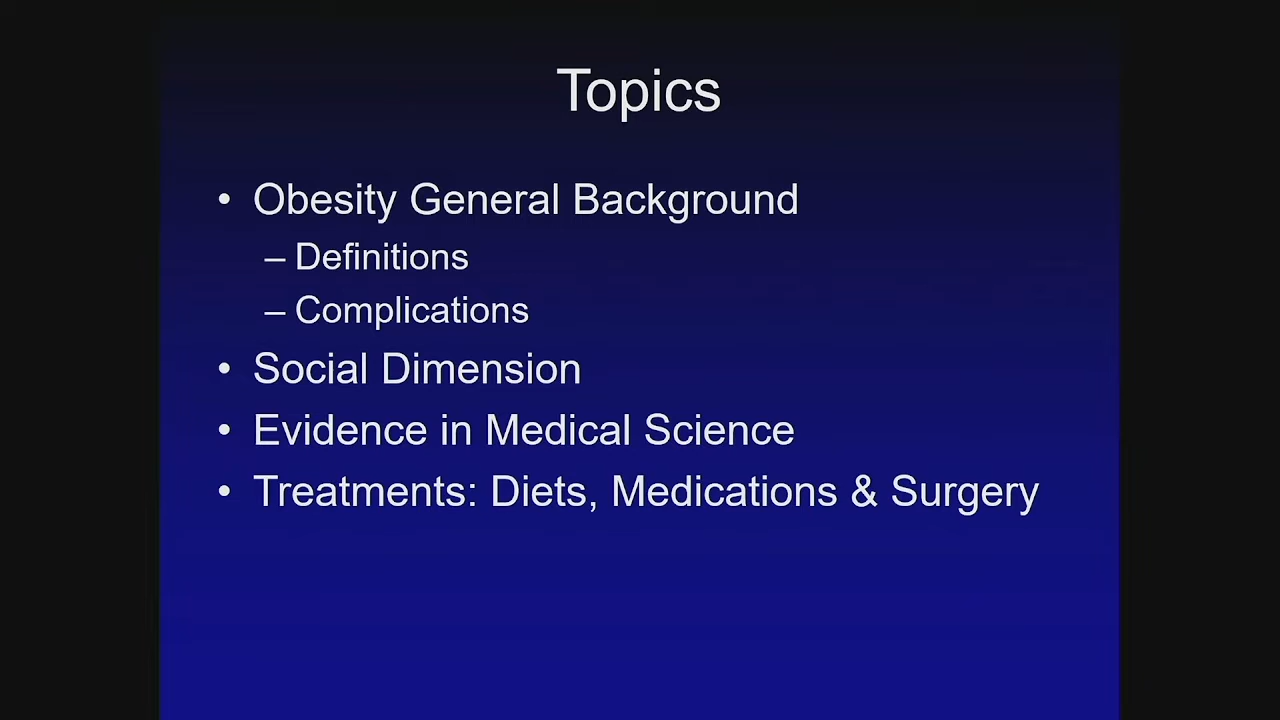 Topics
• Obesity General Background
– Definitions
– Complications
• Social Dimension
• Evidence in Medical Science
• Treatments: Diets, Medications & Surgery